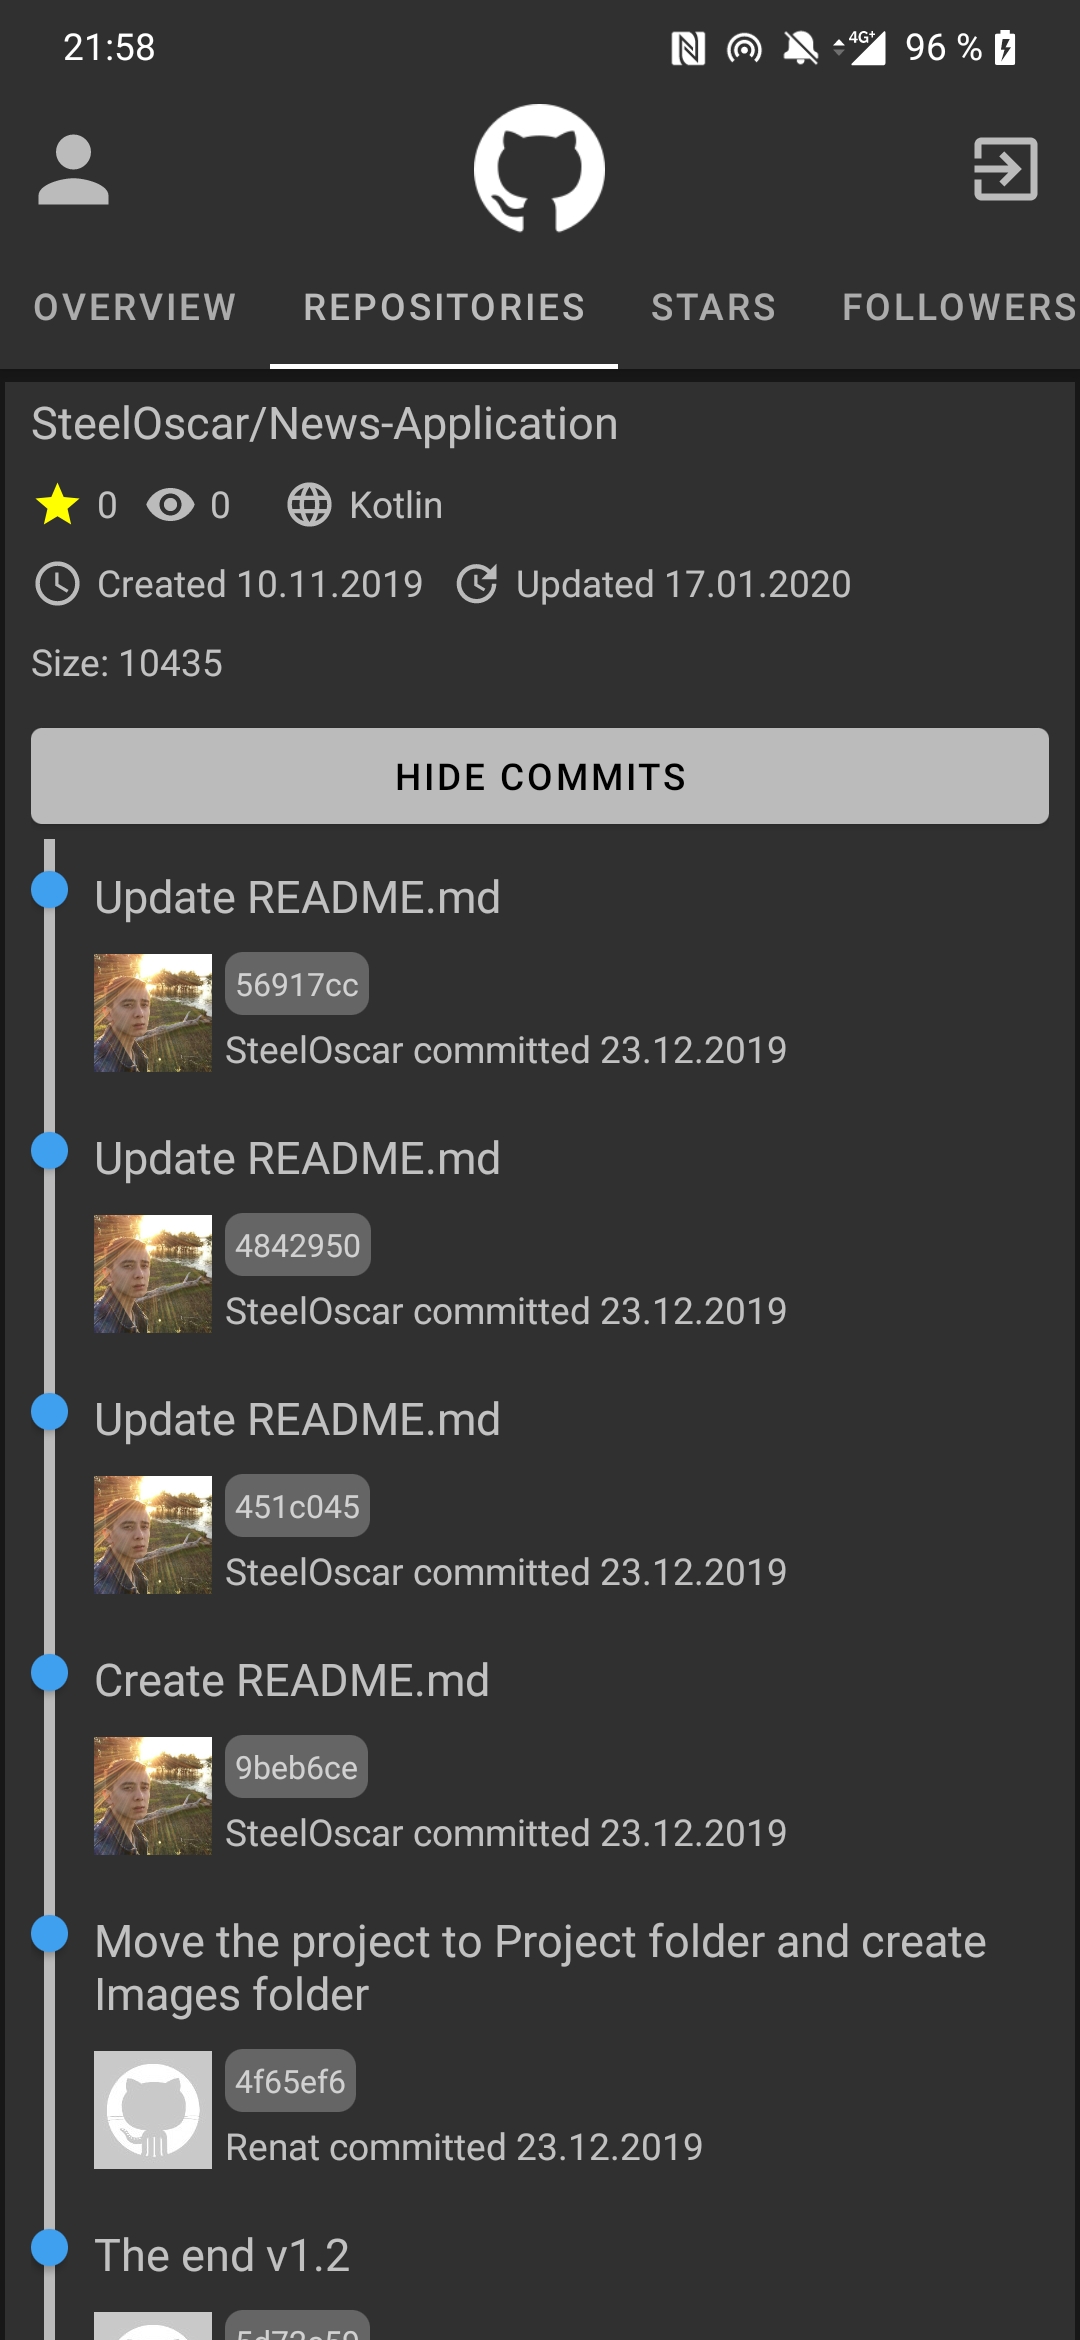 21:58
4G+ 96 %
OVERVIEW REPOSITORIES STARS FOLLOWERS
SteelOscar/News-Application
0 0 Kotlin
Created 10.11.2019 Updated 17.01.2020
Size: 10435
HIDE COMMITS
Update README.md
56917cc
SteelOscar committed 23.12.2019
Update README.md
4842950
SteelOscar committed 23.12.2019
Update README.md
451c045
SteelOscar committed 23.12.2019
Create README.md
9beb6ce
SteelOscar committed 23.12.2019
Move the project to Project folder and create
Images folder
4f65ef6
Renat committed 23.12.2019
The end v1.2